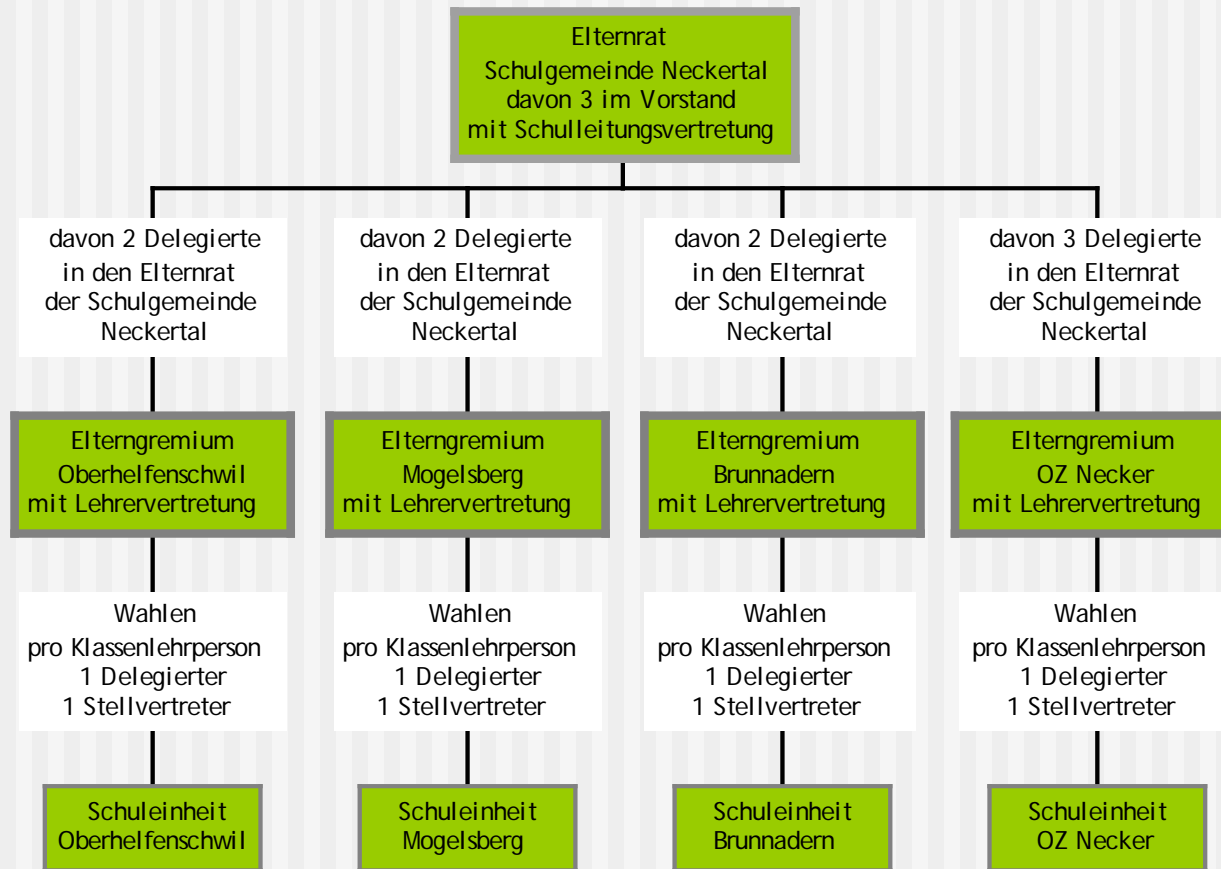 Elternrat
Schulgemeinde Neckertal
davon 3 im Vorstand
mit Schulleitungsvertretung
davon 2 Delegierte
in den Elternrat
der Schulgemeinde
Neckertal
davon 2 Delegierte
in den Elternrat
der Schulgemeinde
Neckertal
davon 2 Delegierte
in den Elternrat
der Schulgemeinde
Neckertal
davon 3 Delegierte
in den Elternrat
der Schulgemeinde
Neckertal
Elterngremium
Oberhelfenschwil
mit Lehrervertretung
Elterngremium
Mogelsberg
mit Lehrervertretung
Elterngremium
Brunnadern
mit Lehrervertretung
Elterngremium
OZ Necker
mit Lehrervertretung
Wahlen
pro Klassenlehrperson
1 Delegierter
1 Stellvertreter
Wahlen
pro Klassenlehrperson
1 Delegierter
1 Stellvertreter
Wahlen
pro Klassenlehrperson
1 Delegierter
1 Stellvertreter
Wahlen
pro Klassenlehrperson
1 Delegierter
1 Stellvertreter
Schuleinheit
Oberhelfenschwil
Schuleinheit
Mogelsberg
Schuleinheit
Brunnadern
Schuleinheit
OZ Necker